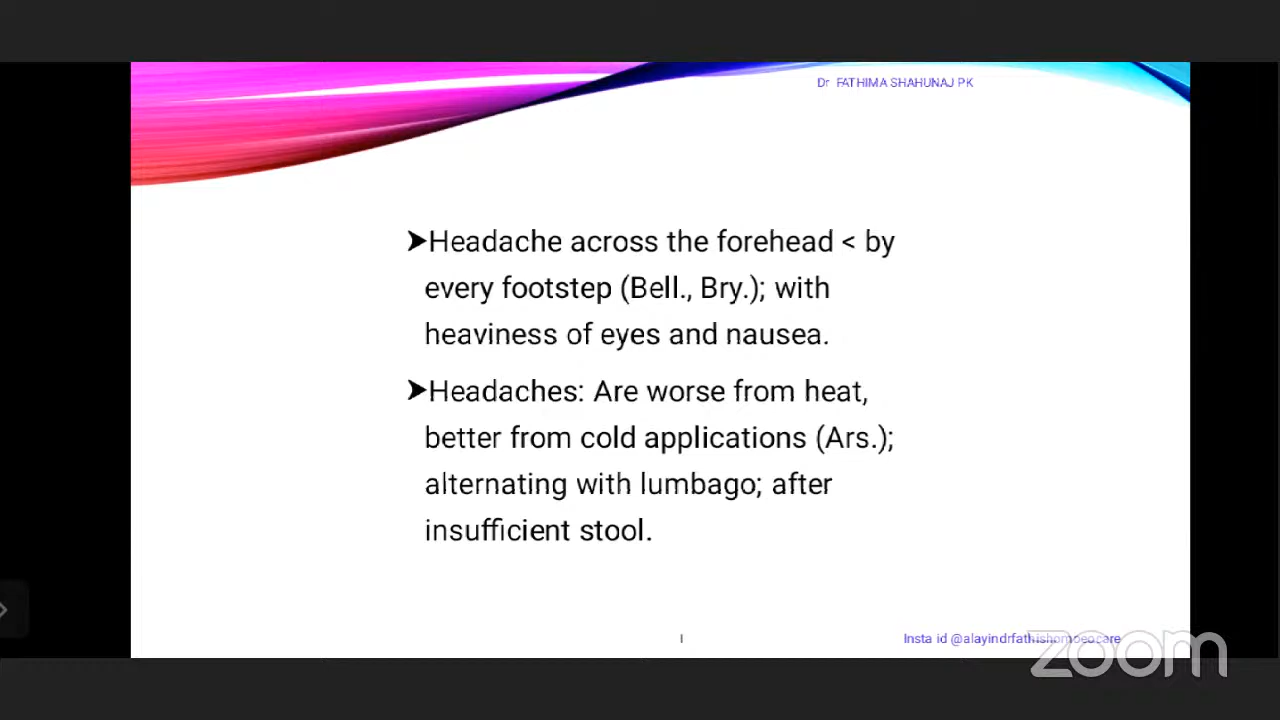 Dr FATHIMA SHAHUNAJ PK
➤Headache across the forehead < by
every footstep (Bell., Bry.); with
heaviness of eyes and nausea.
➤Headaches: Are worse from heat,
better from cold applications (Ars.);
alternating with lumbago; after
insufficient stool.
Insta id @alayindrfathishomoeocare
zoom